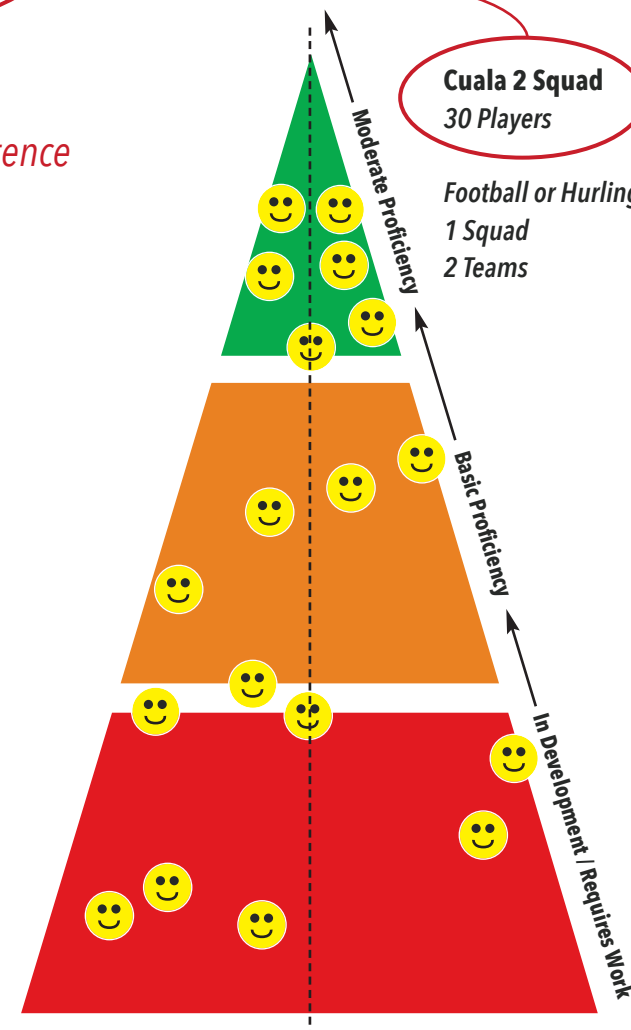 Cuala 2 Squad
30 Players
Football or Hurling
1 Squad
2 Teams
Moderate Proficiency
Basic Proficiency
In Development / Requires Work